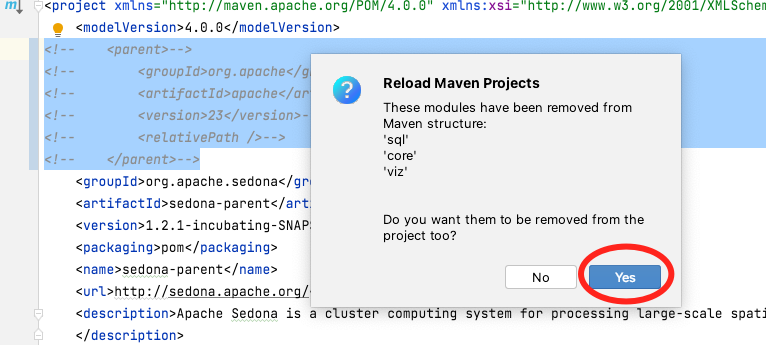 m
<project xmlns="http://maven.apache.org/POM/4.0.0" xmlns:xsi="http://www.w3.org/2001/XMLSchem
<modelVersion>4.0.0</modelVersion>
<!-- <parent>-->
<!-- <groupId>org.apache</g
<!-- <artifactId>apache</ar
<!-- <version>23</version>-
<!-- <relativePath />-->
<!-- </parent>-->
<groupId>org.apache.sedona</gr
<artifactId>sedona-parent</art
<version>1.2.1-incubating-SNAPS
<packaging>pom</packaging>
<name>sedona-parent</name>
<url>http://sedona.apache.org/<
<description>Apache Sedona is a cluster computing system for processing large-scale spati
</description>
?
Reload Maven Projects
These modules have been removed from
Maven structure:
'sql'
'core'
'viz'
Do you want them to be removed from the
project too?
No
Yes